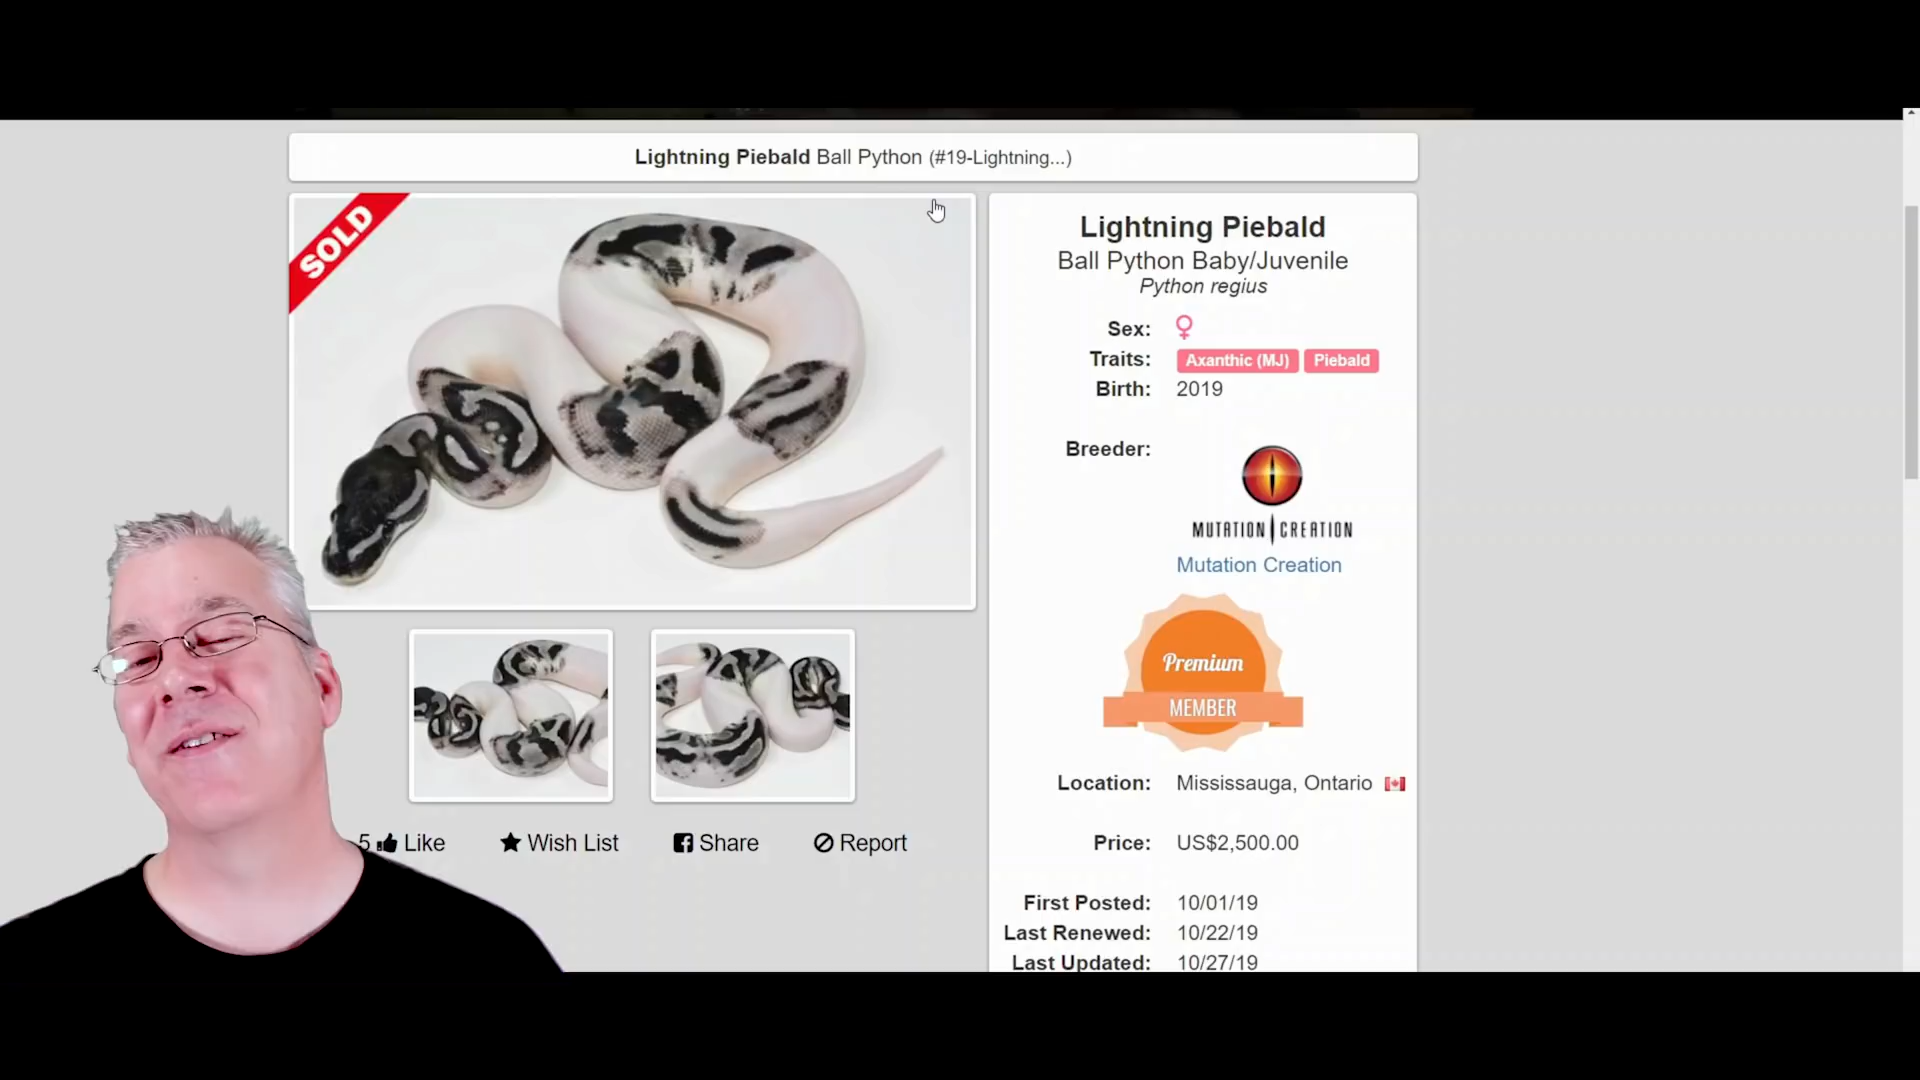 Lightning Piebald Ball Python (#19-Lightning...)
SOLD
Lightning Piebald
Ball Python Baby/Juvenile
Python regius
Sex: ♀
Traits: Axanthic (MJ) Piebald
Birth: 2019
Breeder:
MUTATION CREATION
Mutation Creation
Premium
MEMBER
Location: Mississauga, Ontario
Price: US$2,500.00
First Posted: 10/01/19
Last Renewed: 10/22/19
Last Updated: 10/27/19
5 Like Wish List Share Report